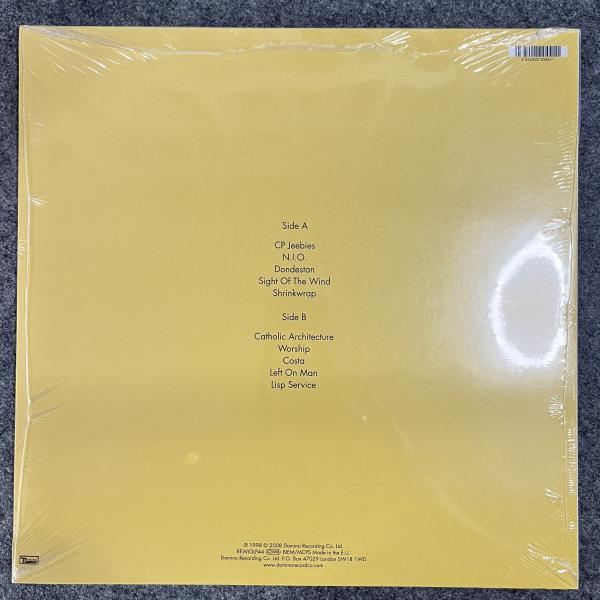 Side A
CP Jeebies
N.I.O.
Dondestan
Sight Of The Wind
Shrinkwrap
Side B
Catholic Architecture
Worship
Costa
Left On Man
Lisp Service
℗ 1998 © 2008 Domino Recording Co. Ltd.
REWIGLP44 BIEM/MCPS Made in the E.U.
Domino Recording Co. Ltd. P.O. Box 47029 London SW18 1WD
www.dominorecordco.com
Domino